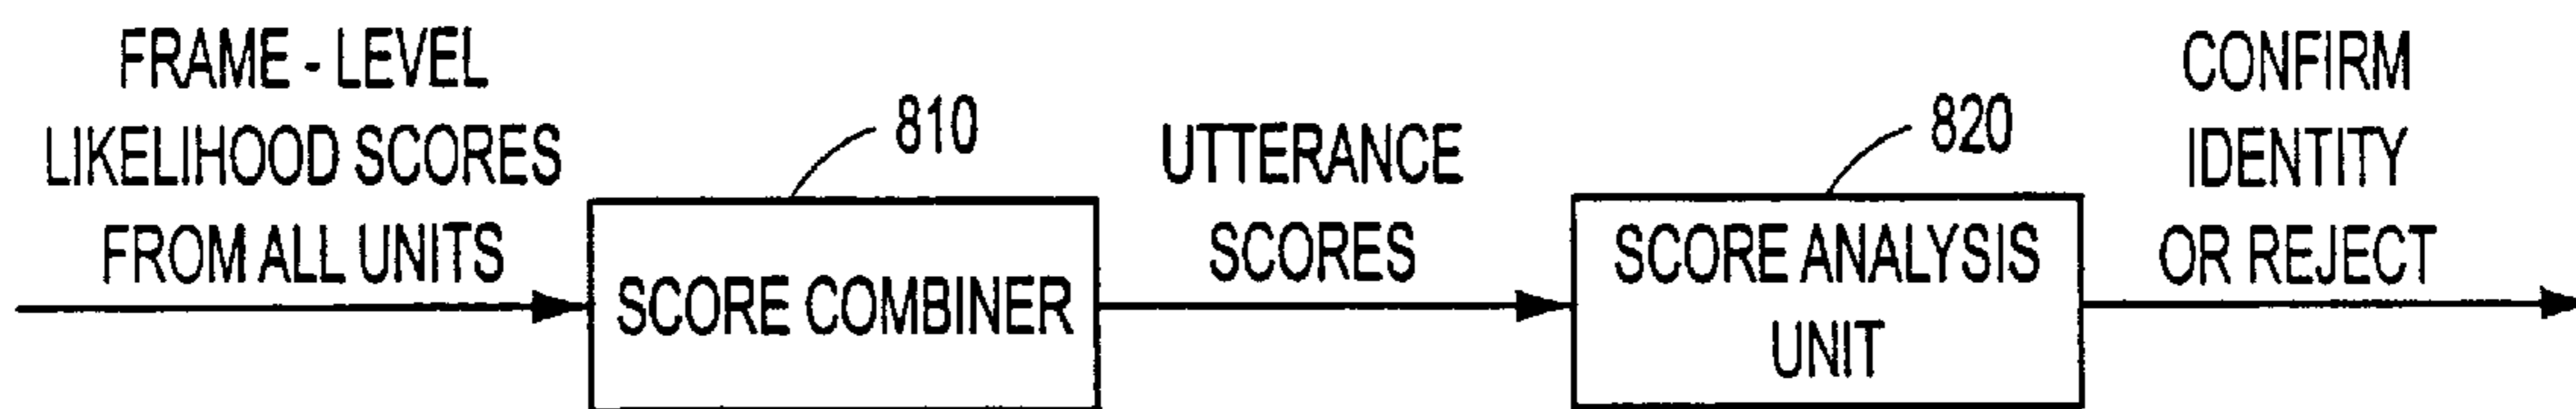 FRAME - LEVEL
LIKELIHOOD SCORES
FROM ALL UNITS
810
SCORE COMBINER
UTTERANCE
SCORES
820
SCORE ANALYSIS
UNIT
CONFIRM
IDENTITY
OR REJECT